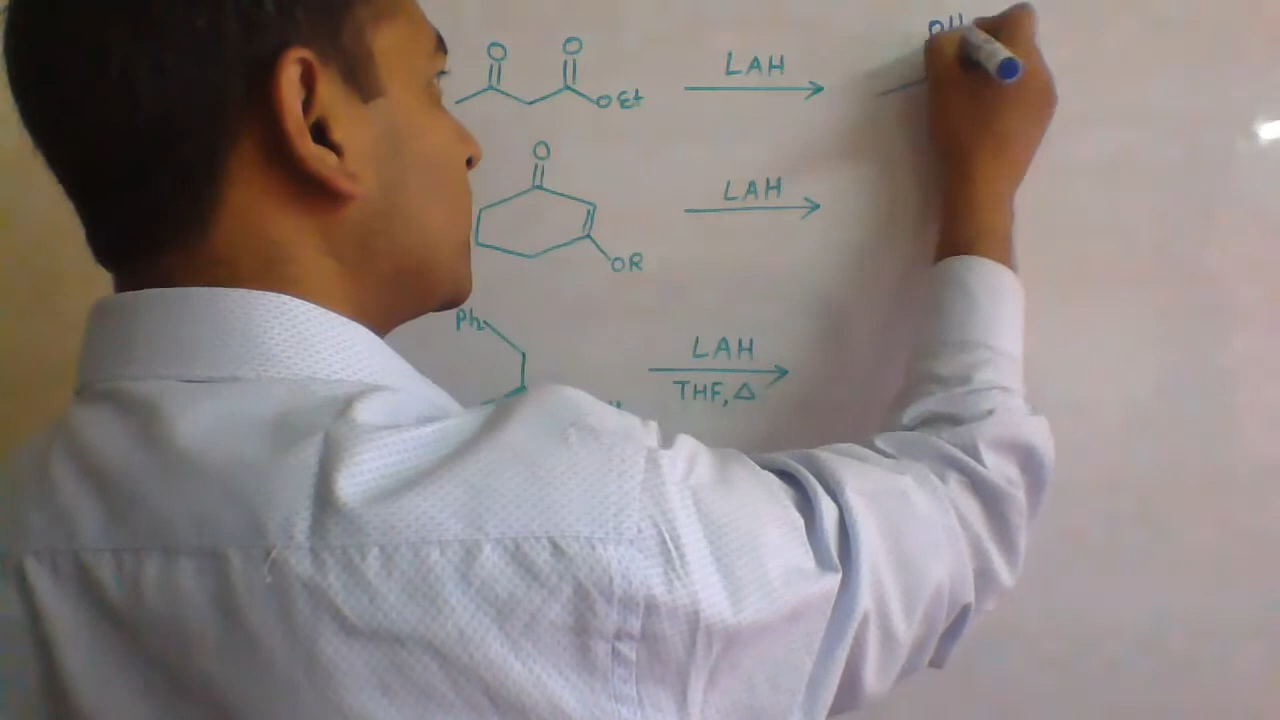 O O
OEt LAH OH
O
LAH
OR
Ph
LAH
THF, Δ